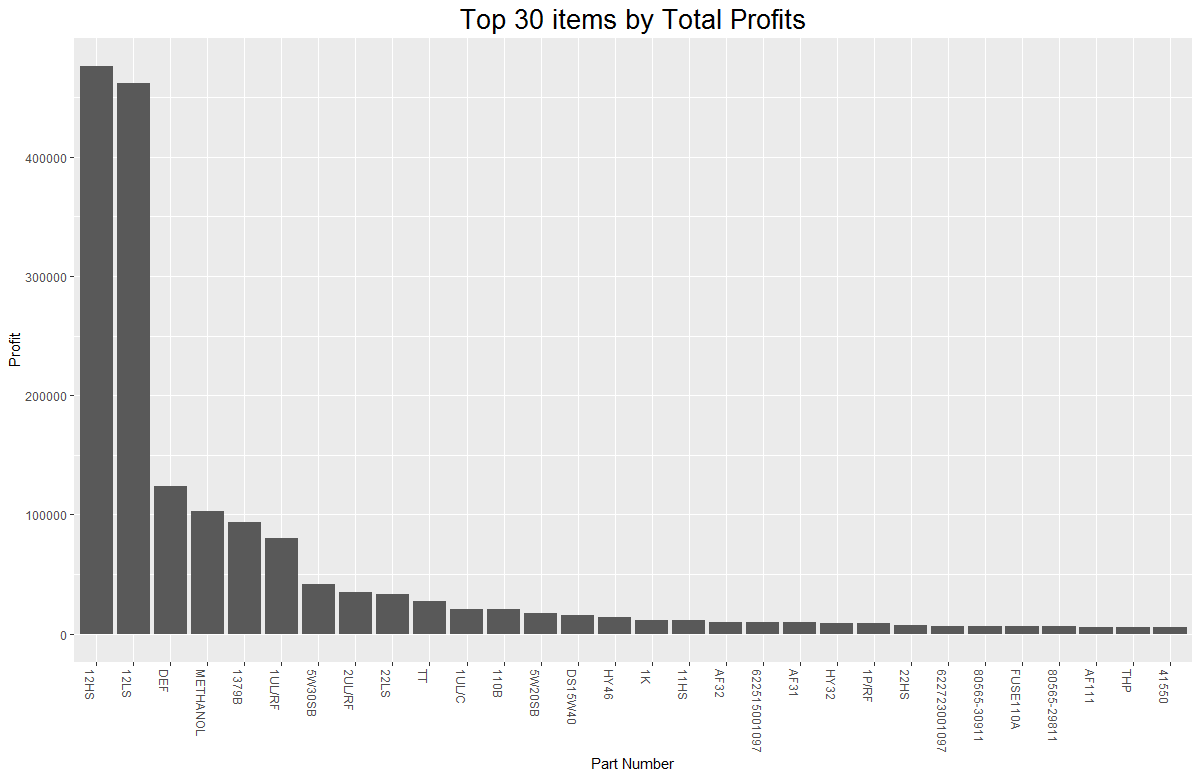 Top 30 items by Total Profits
Profit
400000
300000
200000
100000
0
12HS
12LS
DEF
METHANOL
1379B
1UL/RF
5W30SB
2UL/RF
22LS
TT
1UL/C
110B
5W20SB
DS15W40
HY46
1K
11HS
AF32
622515001097
AF31
HY32
1P/RF
22HS
622723001097
80565-30911
FUSE110A
80565-29811
AF111
THP
41550
Part Number